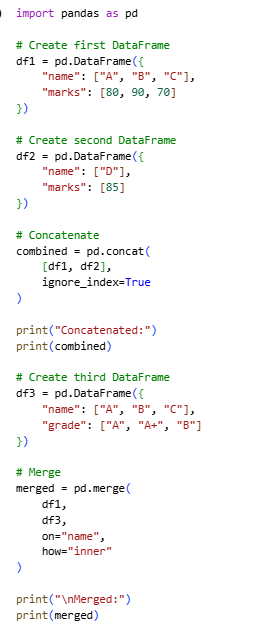 import pandas as pd
# Create first DataFrame
df1 = pd.DataFrame({
    "name": ["A", "B", "C"],
    "marks": [80, 90, 70]
})
# Create second DataFrame
df2 = pd.DataFrame({
    "name": ["D"],
    "marks": [85]
})
# Concatenate
combined = pd.concat(
    [df1, df2],
    ignore_index=True
)
print("Concatenated:")
print(combined)
# Create third DataFrame
df3 = pd.DataFrame({
    "name": ["A", "B", "C"],
    "grade": ["A", "A+", "B"]
})
# Merge
merged = pd.merge(
    df1,
    df3,
    on="name",
    how="inner"
)
print("\nMerged:")
print(merged)